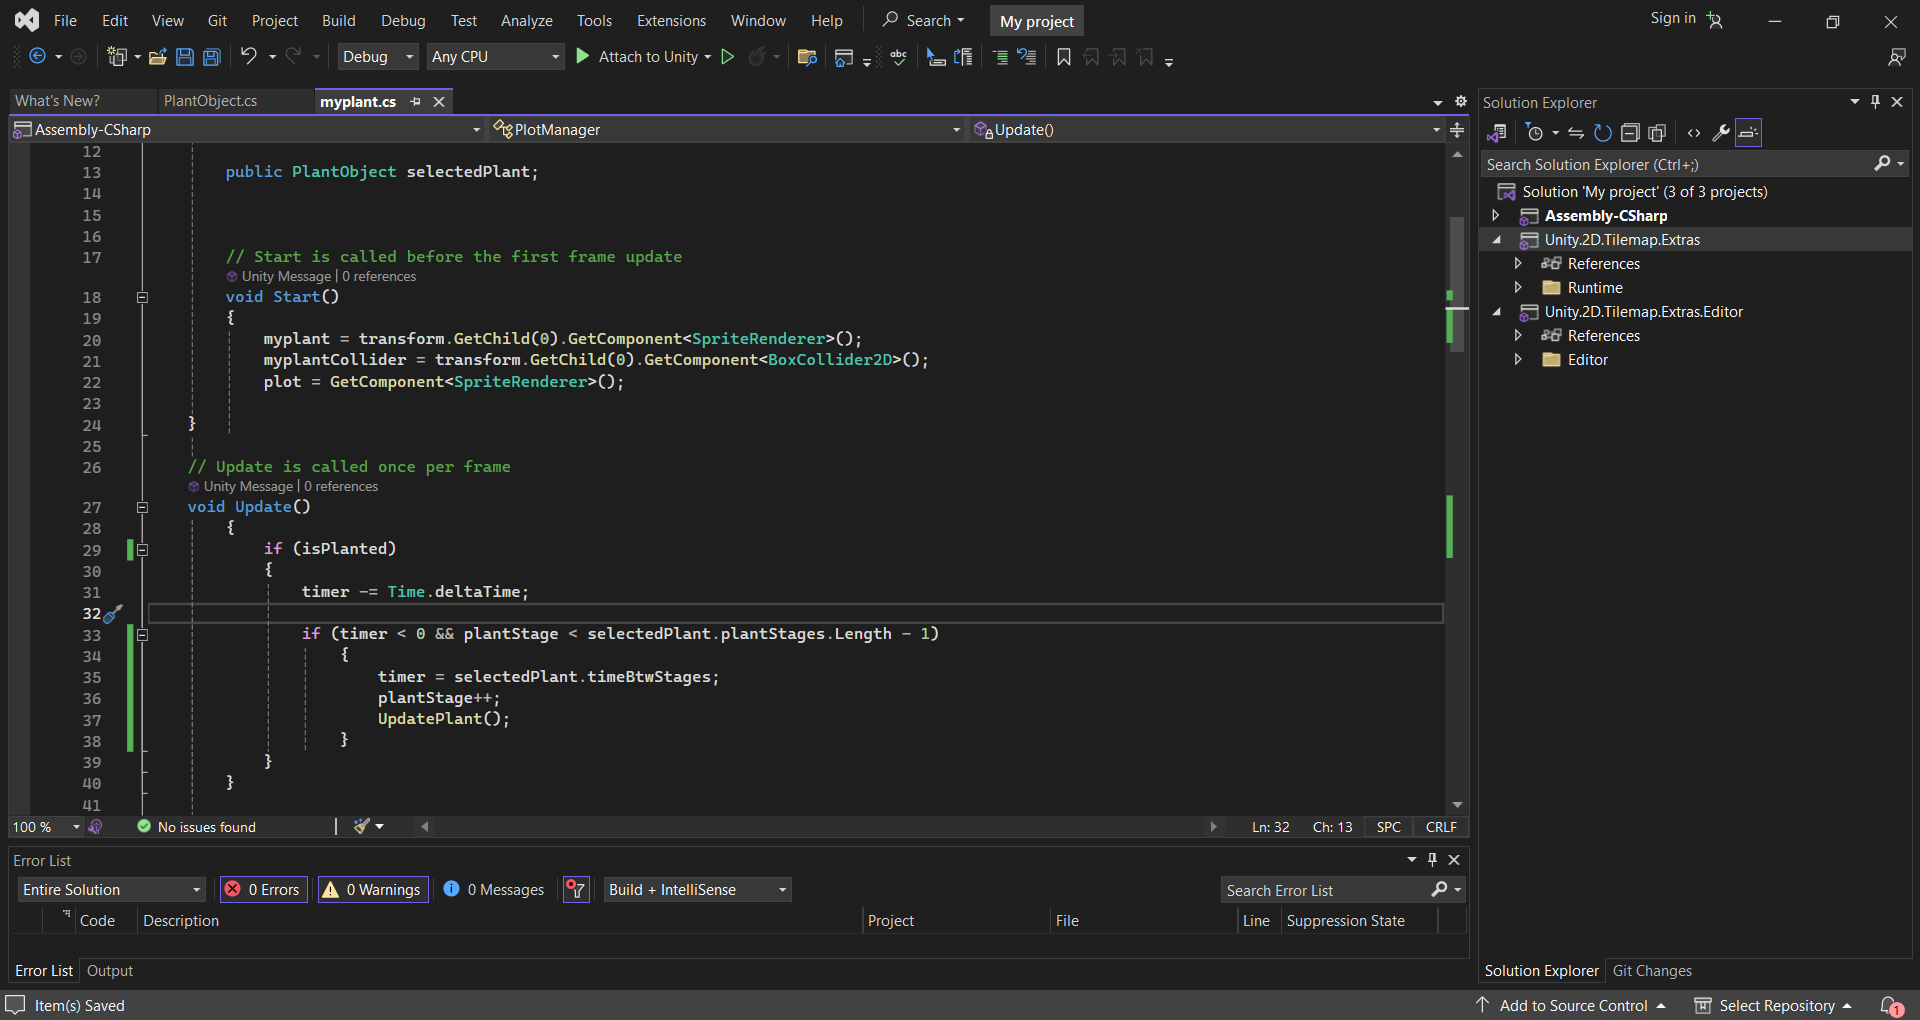 File Edit View Git Project Build Debug Test Analyze Tools Extensions Window Help Search My project Sign in
Debug Any CPU Attach to Unity
What's New? PlantObject.cs myplant.cs
Assembly-CSharp PlotManager Update()
12
13 public PlantObject selectedPlant;
14
15
16
17 // Start is called before the first frame update
Unity Message | 0 references
18 void Start()
19 {
20 myplant = transform.GetChild(0).GetComponent<SpriteRenderer>();
21 myplantCollider = transform.GetChild(0).GetComponent<BoxCollider2D>();
22 plot = GetComponent<SpriteRenderer>();
23
24 }
25
26 // Update is called once per frame
Unity Message | 0 references
27 void Update()
28 {
29 if (isPlanted)
30 {
31 timer -= Time.deltaTime;
32
33 if (timer < 0 && plantStage < selectedPlant.plantStages.Length - 1)
34 {
35 timer = selectedPlant.timeBtwStages;
36 plantStage++;
37 UpdatePlant();
38 }
39 }
40 }
41
100 % No issues found Ln: 32 Ch: 13 SPC CRLF
Error List
Entire Solution 0 Errors 0 Warnings 0 Messages Build + IntelliSense Search Error List
Code Description Project File Line Suppression State
Error List Output
Solution Explorer
Search Solution Explorer (Ctrl+;)
Solution 'My project' (3 of 3 projects)
Assembly-CSharp
Unity.2D.Tilemap.Extras
References
Runtime
Unity.2D.Tilemap.Extras.Editor
References
Editor
Solution Explorer Git Changes
Item(s) Saved Add to Source Control Select Repository 1